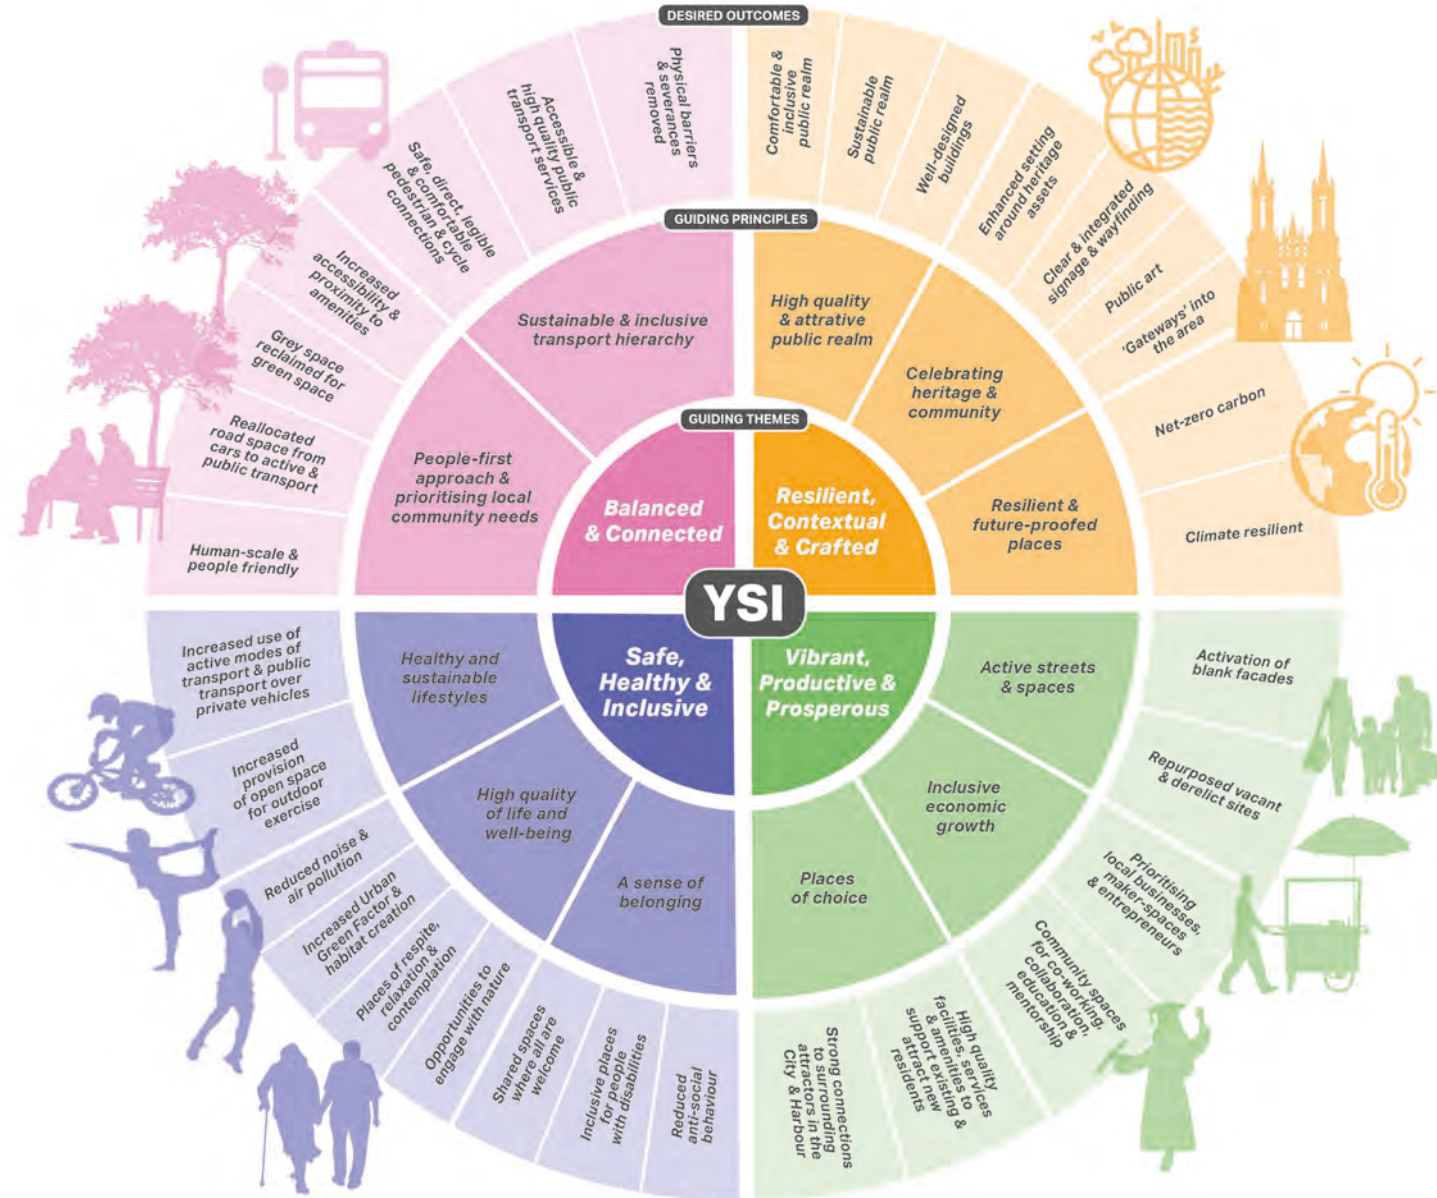 DESIRED OUTCOMES
Physical barriers
& severances
removed
Accessible &
high quality public
transport services
Safe, direct, legible
& comfortable
pedestrian & cycle
connections
Increased
accessibility &
proximity to
amenities
Grey space
reclaimed for
green space
Reallocated
road space from
cars to active &
public transport
Human-scale &
people friendly
Comfortable &
inclusive
public realm
Sustainable
public realm
Well-designed
buildings
Enhanced setting
around heritage
assets
Clear & integrated
signage & wayfinding
Public art
'Gateways' into
the area
Net-zero carbon
Climate resilient
GUIDING PRINCIPLES
Sustainable & inclusive
transport hierarchy
People-first
approach &
prioritising local
community needs
High quality
& attrative
public realm
Celebrating
heritage &
community
Resilient &
future-proofed
places
GUIDING THEMES
Balanced
& Connected
Resilient,
Contextual
& Crafted
YSI
Safe,
Healthy &
Inclusive
Vibrant,
Productive &
Prosperous
Healthy and
sustainable
lifestyles
High quality
of life and
well-being
A sense of
belonging
Active streets
& spaces
Inclusive
economic
growth
Places
of choice
Increased use of
active modes of
transport & public
transport over
private vehicles
Increased
provision
of open space
for outdoor
exercise
Reduced noise &
air pollution
Increased Urban
Green Factor &
habitat creation
Places of respite,
relaxation &
contemplation
Opportunities to
engage with nature
Shared spaces
where all are
welcome
Inclusive places
for people
with disabilities
Reduced
anti-social
behaviour
Activation of
blank facades
Repurposed vacant
& derelict sites
Prioritising
local businesses,
maker-spaces
& entrepreneurs
Community spaces
for co-working,
collaboration,
education &
mentorship
High quality
facilities, services
& amenities to
support existing &
attract new
residents
Strong connections
to surrounding
attractors in the
City & Harbour